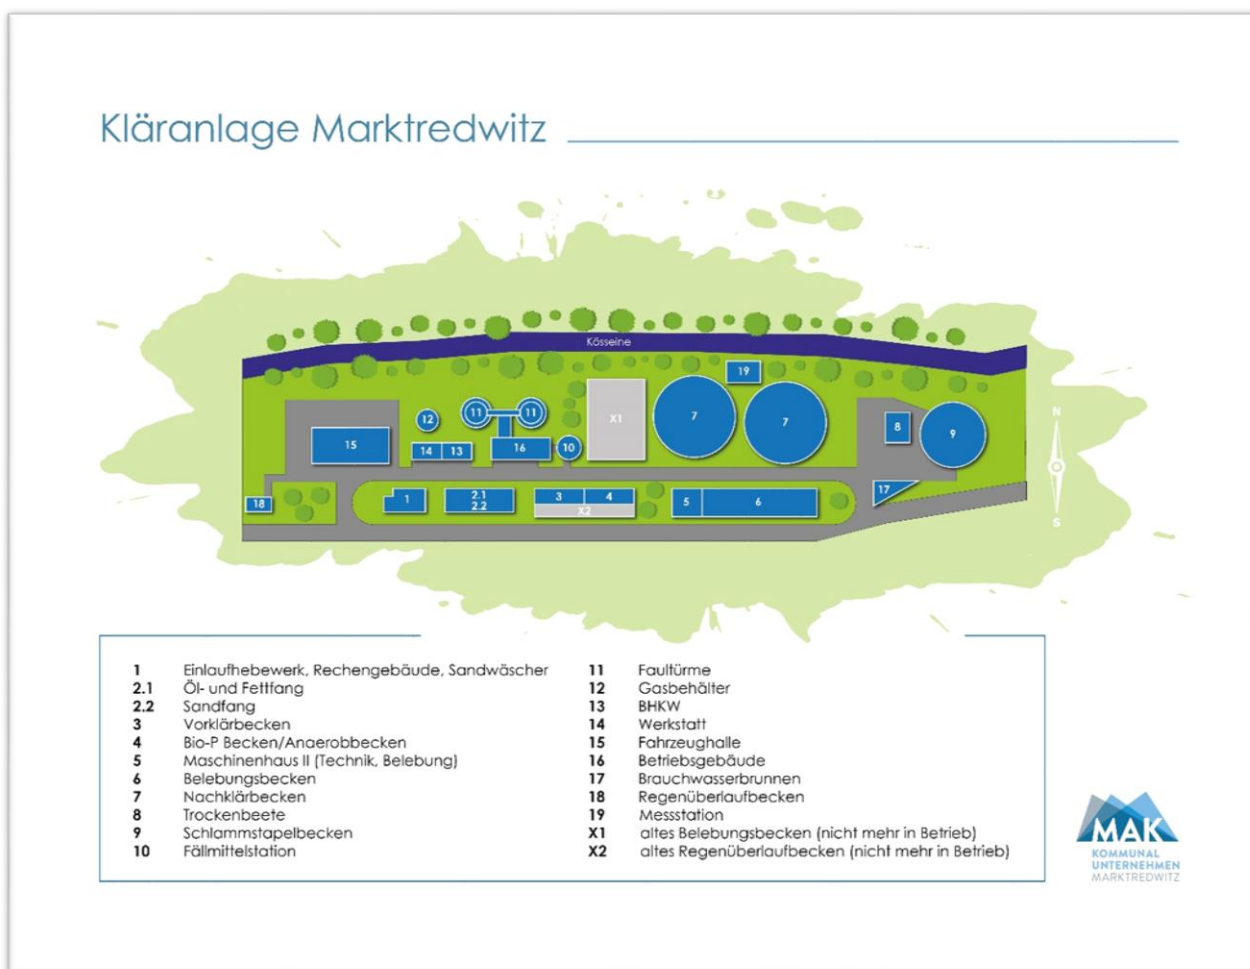 Kläranlage Marktredwitz
Kösseine
19
12
11
11
X1
7
7
8
9
15
14
13
16
10
N
18
1
2.1
2.2
3
4
X2
5
6
17
S
1 Einlaufhebewerk, Rechengebäude, Sandwäscher
2.1 Öl- und Fettfang
2.2 Sandfang
3 Vorklärbecken
4 Bio-P Becken/Anaerobbecken
5 Maschinenhaus II (Technik, Belebung)
6 Belebungsbecken
7 Nachklärbecken
8 Trockenbeete
9 Schlammstapelbecken
10 Fällmittelstation
11 Faultürme
12 Gasbehälter
13 BHKW
14 Werkstatt
15 Fahrzeughalle
16 Betriebsgebäude
17 Brauchwasserbrunnen
18 Regenüberlaufbecken
19 Messstation
X1 altes Belebungsbecken (nicht mehr in Betrieb)
X2 altes Regenüberlaufbecken (nicht mehr in Betrieb)
MAK
KOMMUNAL
UNTERNEHMEN
MARKTREDWITZ